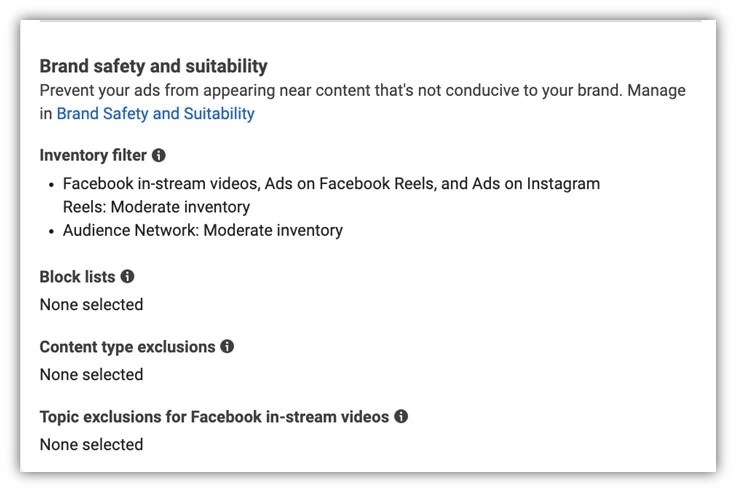 Brand safety and suitability
Prevent your ads from appearing near content that's not conducive to your brand. Manage
in Brand Safety and Suitability
Inventory filter
• Facebook in-stream videos, Ads on Facebook Reels, and Ads on Instagram
Reels: Moderate inventory
• Audience Network: Moderate inventory
Block lists
None selected
Content type exclusions
None selected
Topic exclusions for Facebook in-stream videos
None selected